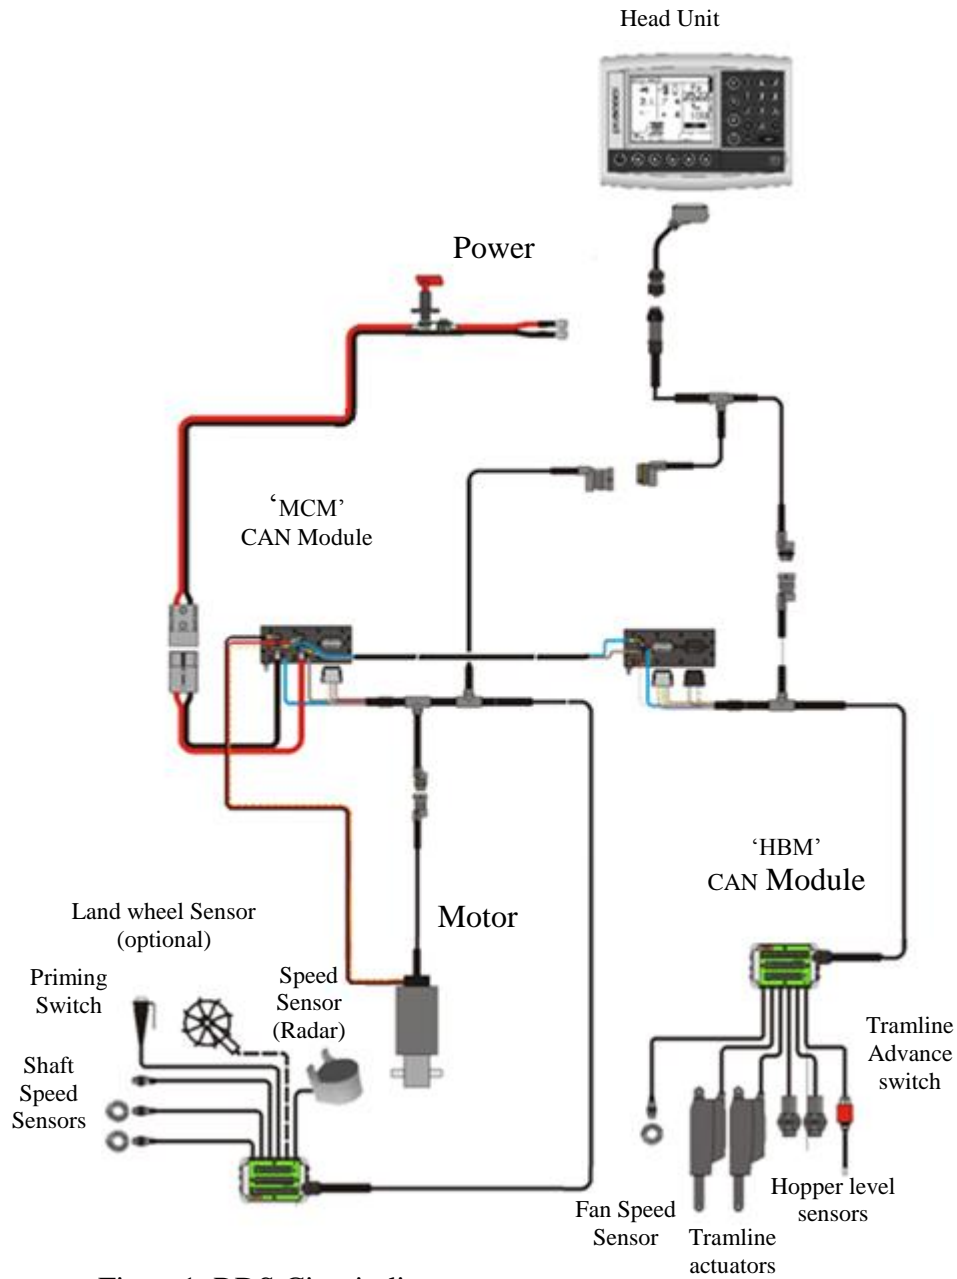 Head Unit
Power
‘MCM’
CAN Module
‘HBM’
CAN Module
Land wheel Sensor
(optional)
Motor
Priming
Switch
Speed
Sensor
(Radar)
Shaft
Speed
Sensors
Tramline
Advance
switch
Hopper level
sensors
Fan Speed
Sensor
Tramline
actuators